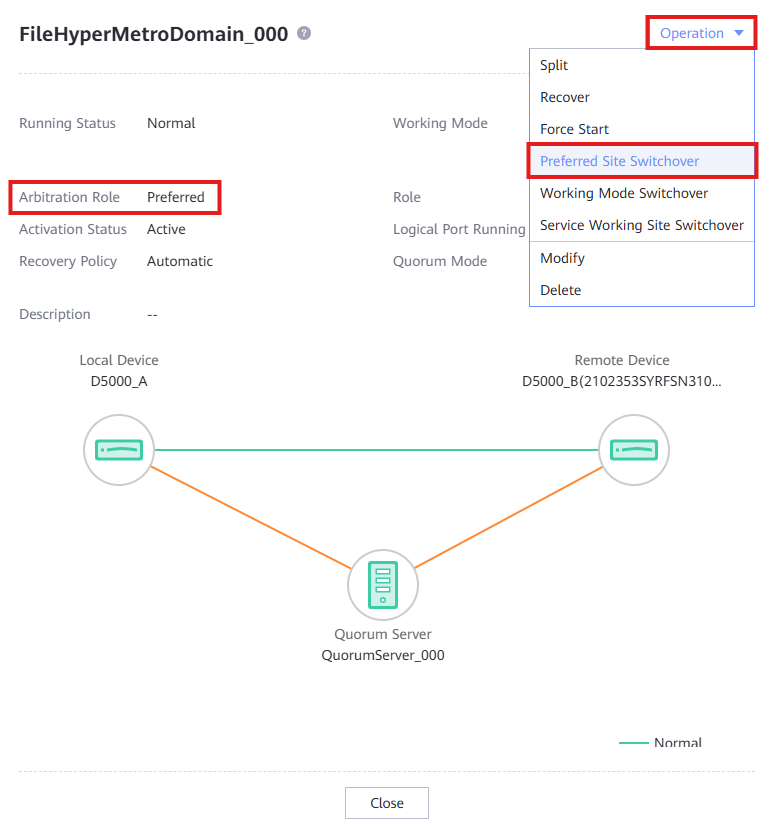 FileHyperMetroDomain_000 ?
Operation
Split
Recover
Force Start
Preferred Site Switchover
Working Mode Switchover
Service Working Site Switchover
Modify
Delete
Running Status Normal Working Mode
Arbitration Role Preferred Role
Activation Status Active Logical Port Running
Recovery Policy Automatic Quorum Mode
Description --
Local Device Remote Device
D5000_A D5000_B(2102353SYRFSN310...
Quorum Server
QuorumServer_000
Normal
Close